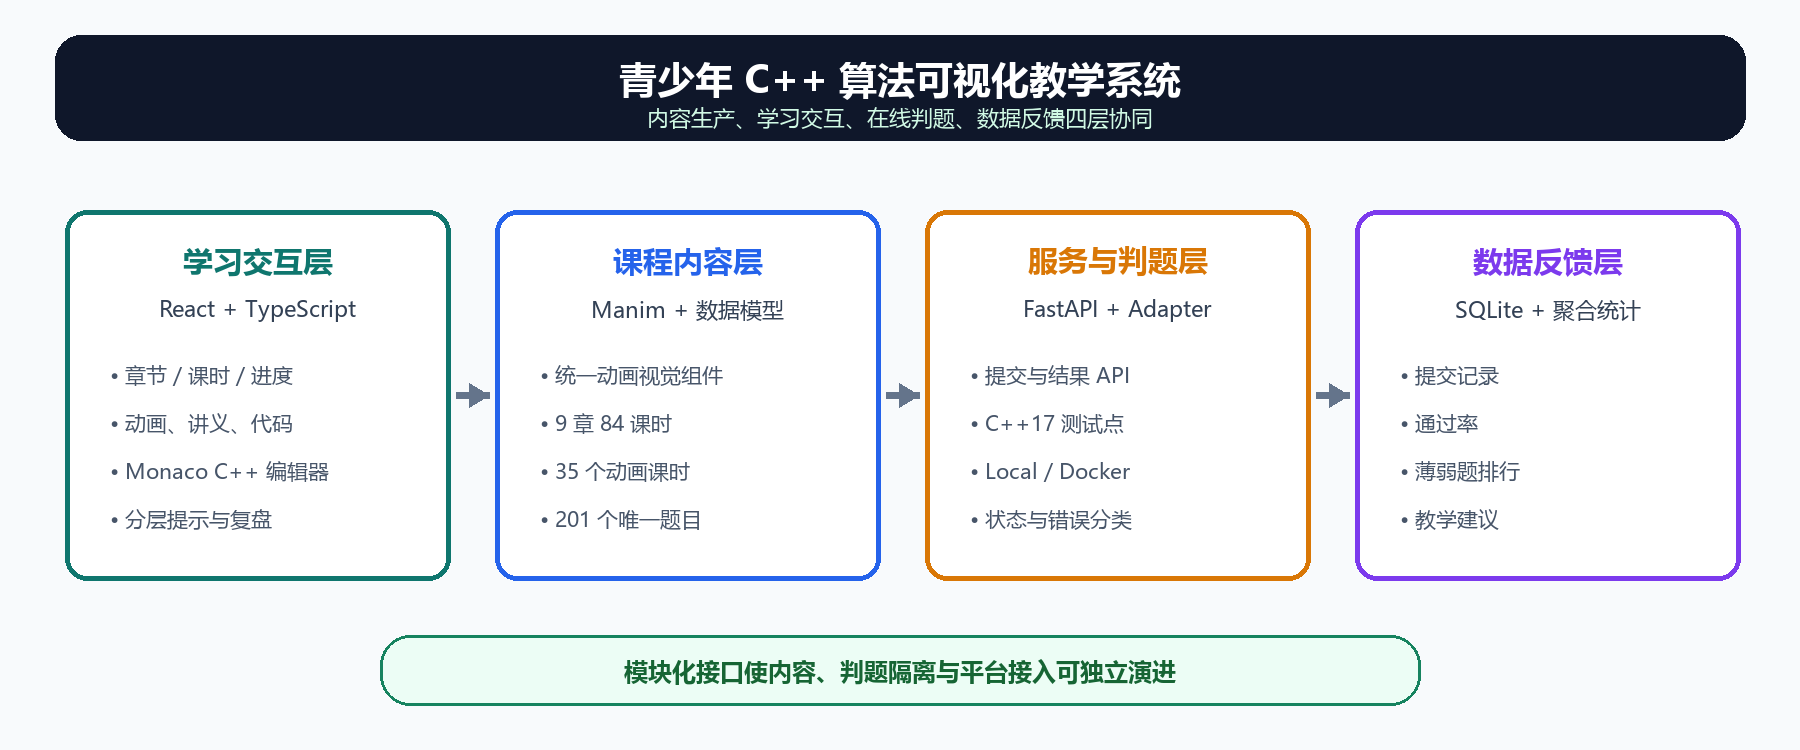 青少年 C++ 算法可视化教学系统
内容生产、学习交互、在线判题、数据反馈四层协同
学习交互层
React + TypeScript
• 章节 / 课时 / 进度
• 动画、讲义、代码
• Monaco C++ 编辑器
• 分层提示与复盘
课程内容层
Manim + 数据模型
• 统一动画视觉组件
• 9 章 84 课时
• 35 个动画课时
• 201 个唯一题目
服务与判题层
FastAPI + Adapter
• 提交与结果 API
• C++17 测试点
• Local / Docker
• 状态与错误分类
数据反馈层
SQLite + 聚合统计
• 提交记录
• 通过率
• 薄弱题排行
• 教学建议
模块化接口使内容、判题隔离与平台接入可独立演进